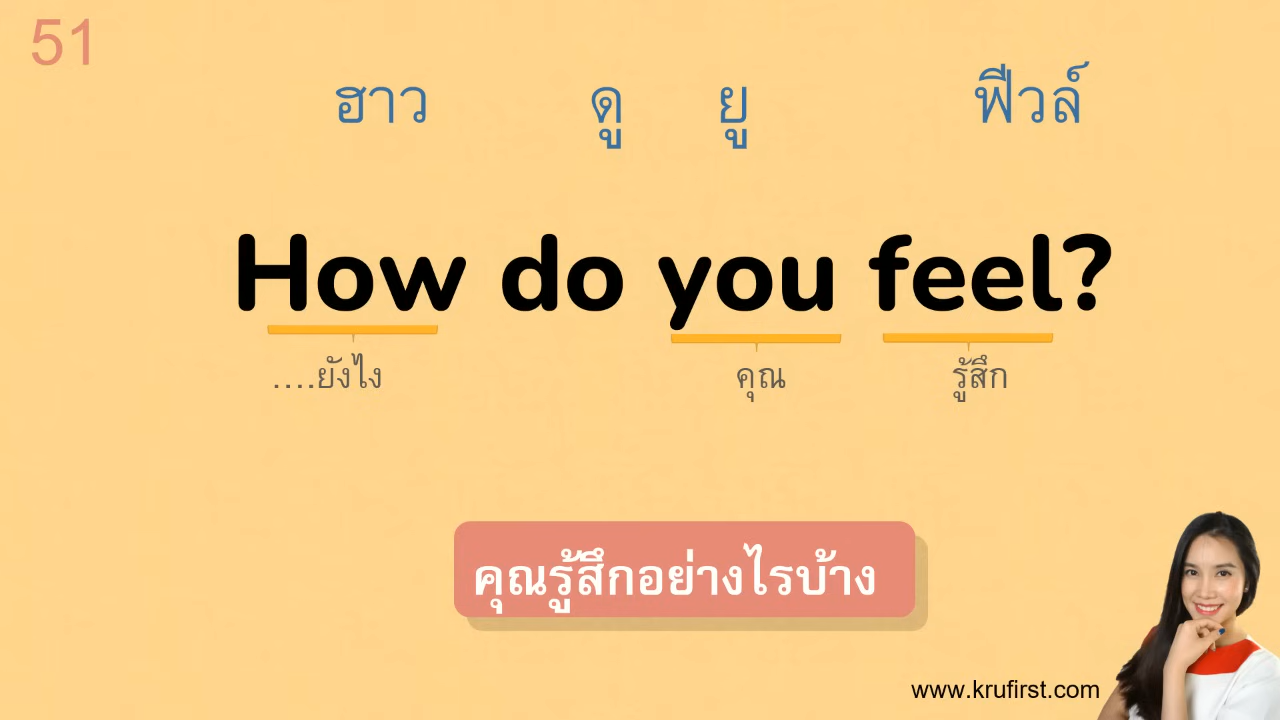 51
ฮาว ดู ยู ฟีวล์
How do you feel?
....ยังไง คุณ รู้สึก
คุณรู้สึกอย่างไรบ้าง
www.krufirst.com